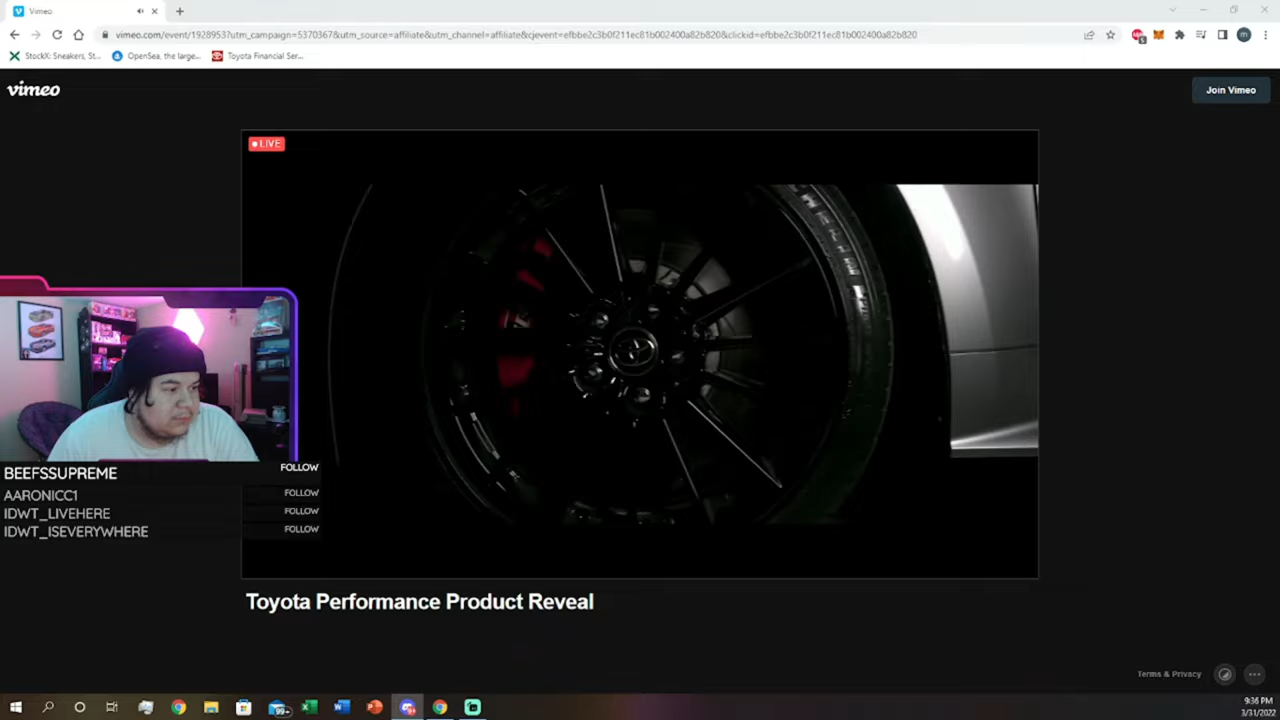 Vimeo
vimeo.com/event/1928953?utm_campaign=5370367&utm_source=affiliate&utm_channel=affiliate&cjevent=efbbe2c3b0f211ec81b002400a82b820&clickid=efbbe2c3b0f211ec81b002400a82b820
StockX: Sneakers, St...
OpenSea, the large...
Toyota Financial Ser...
vimeo
Join Vimeo
LIVE
BEEFSSUPREME FOLLOW
AARONICC1 FOLLOW
IDWT_LIVEHERE FOLLOW
IDWT_ISEVERYWHERE FOLLOW
Toyota Performance Product Reveal
Terms & Privacy
9:36 PM
3/31/2022